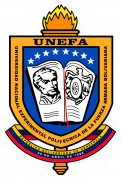 UNEFA
UNIVERSIDAD NACIONAL EXPERIMENTAL POLITÉCNICA DE LA FUERZA ARMADA BOLIVARIANA